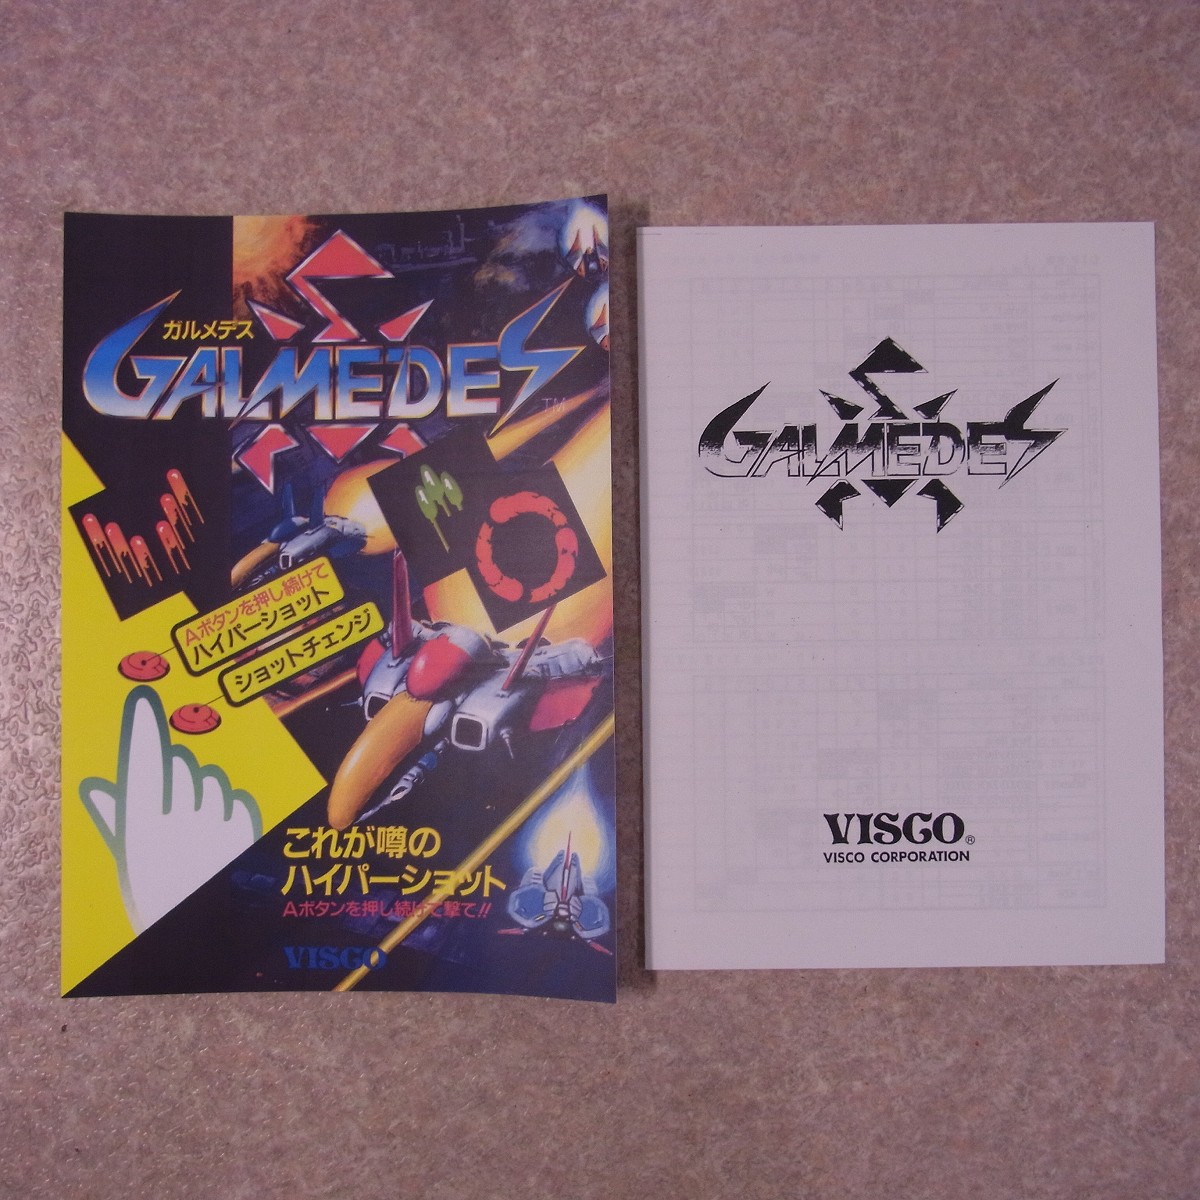 ガルメデス
GALMEDES
TM
Aボタンを押し続けて
ハイパーショット
ショットチェンジ
これが噂の
ハイパーショット
Aボタンを押し続けて撃て!!
VISCO
GALMEDES
VISCO®
VISCO CORPORATION